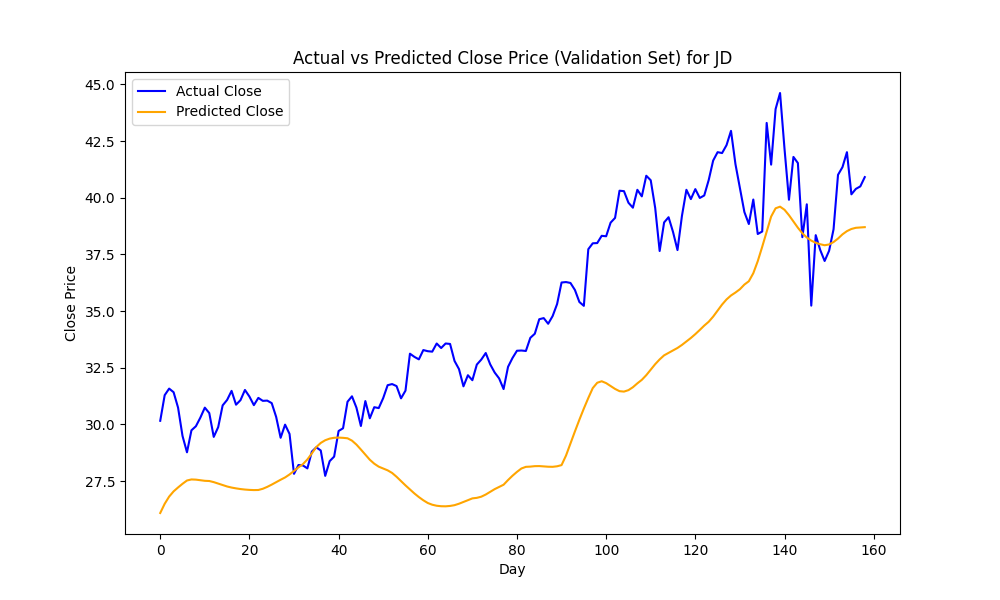 Actual vs Predicted Close Price (Validation Set) for JD
Actual Close
Predicted Close
45.0
42.5
40.0
37.5
35.0
32.5
30.0
27.5
Close Price
0 20 40 60 80 100 120 140 160
Day